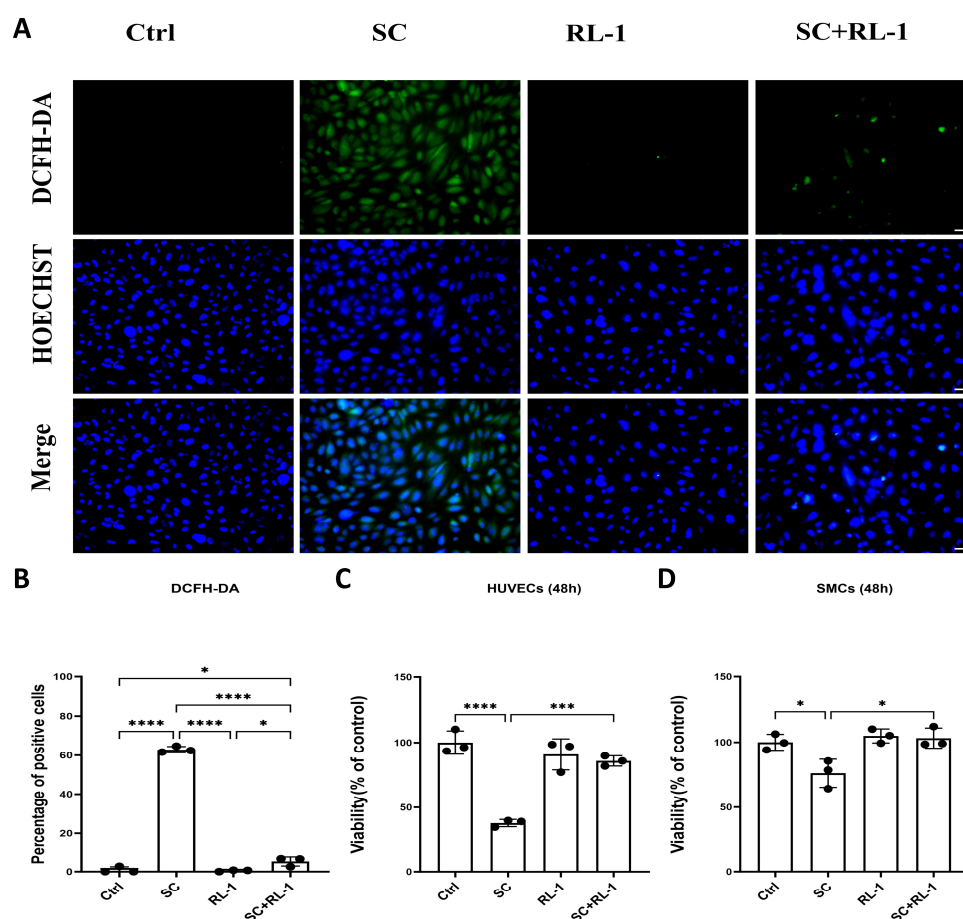 A
Ctrl SC RL-1 SC+RL-1
DCFH-DA
HOECHST
Merge
B
DCFH-DA
Percentage of positive cells
100
80
60
40
20
0
*
****
**** **** *
Ctrl SC RL-1 SC+RL-1
C
HUVECs (48h)
Viability(% of control)
150
100
50
0
**** ***
Ctrl SC RL-1 SC+RL-1
D
SMCs (48h)
Viability(% of control)
150
100
50
0
* *
Ctrl SC RL-1 SC+RL-1